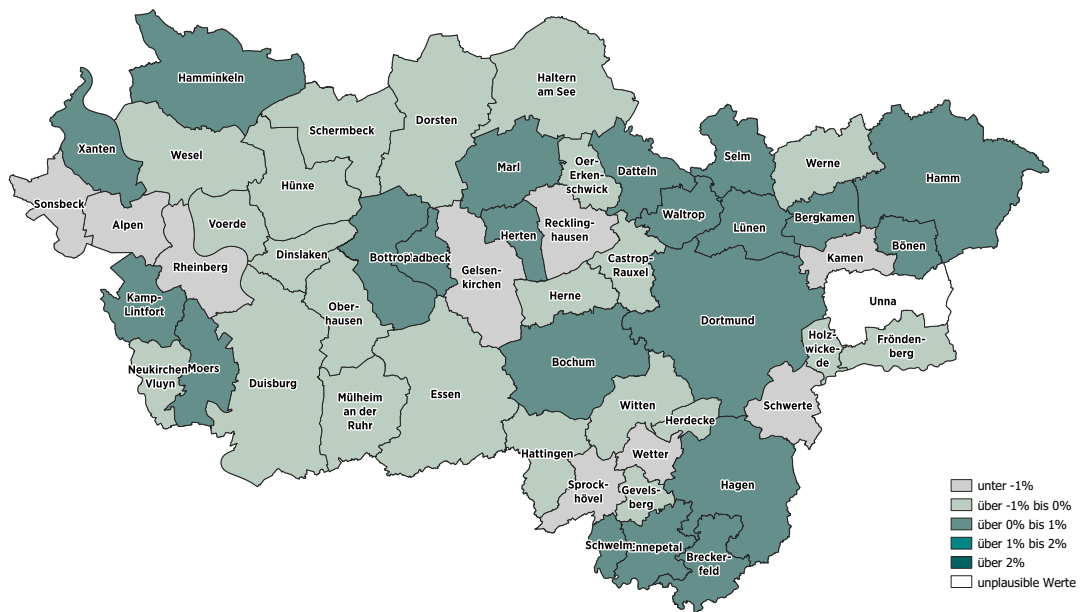 Hamminkeln
Haltern
am See
Dorsten
Schermbeck
Xanten
Wesel
Marl
Oer-
Erken-
schwick
Datteln
Selm
Werne
Hamm
Hünxe
Sonsbeck
Alpen
Voerde
Waltrop
Lünen
Bergkamen
Herten
Reckling-
hausen
Bönen
Rheinberg
Dinslaken
Bottrop
adbeck
Gelsen-
kirchen
Castrop-
Rauxel
Kamen
Kamp-
Lintfort
Herne
Unna
Ober-
hausen
Dortmund
Holz-
wicke-
de
Frönden-
berg
Neukirchen
Vluyn
Moers
Duisburg
Bochum
Mülheim
an der
Ruhr
Essen
Witten
Herdecke
Schwerte
Hattingen
Wetter
Sprock-
hövel
Gevels-
berg
Hagen
Schwelm
nnepetal
Brecker-
feld
unter -1%
über -1% bis 0%
über 0% bis 1%
über 1% bis 2%
über 2%
unplausible Werte